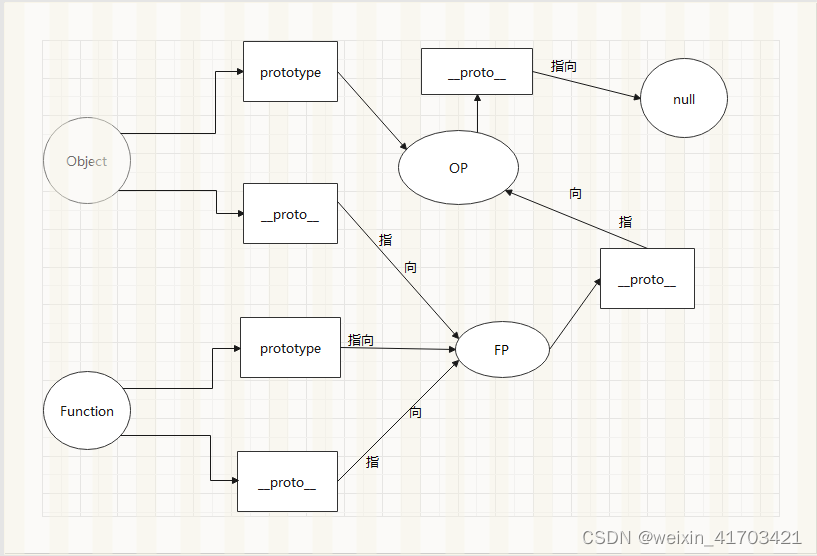 prototype
__proto__
指向
null
Object
OP
__proto__
向
指
指
向
__proto__
prototype
指向
FP
Function
向
__proto__
指
CSDN @weixin_41703421